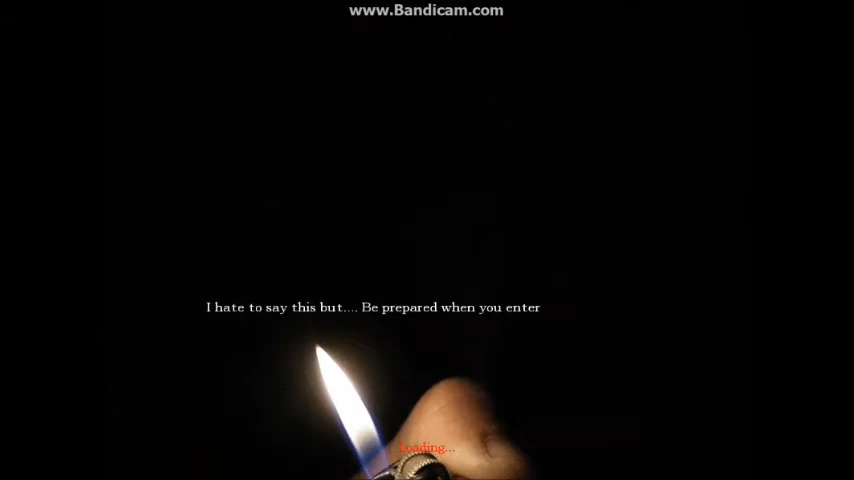 www.Bandicam.com
I hate to say this but.... Be prepared when you enter
Loading...